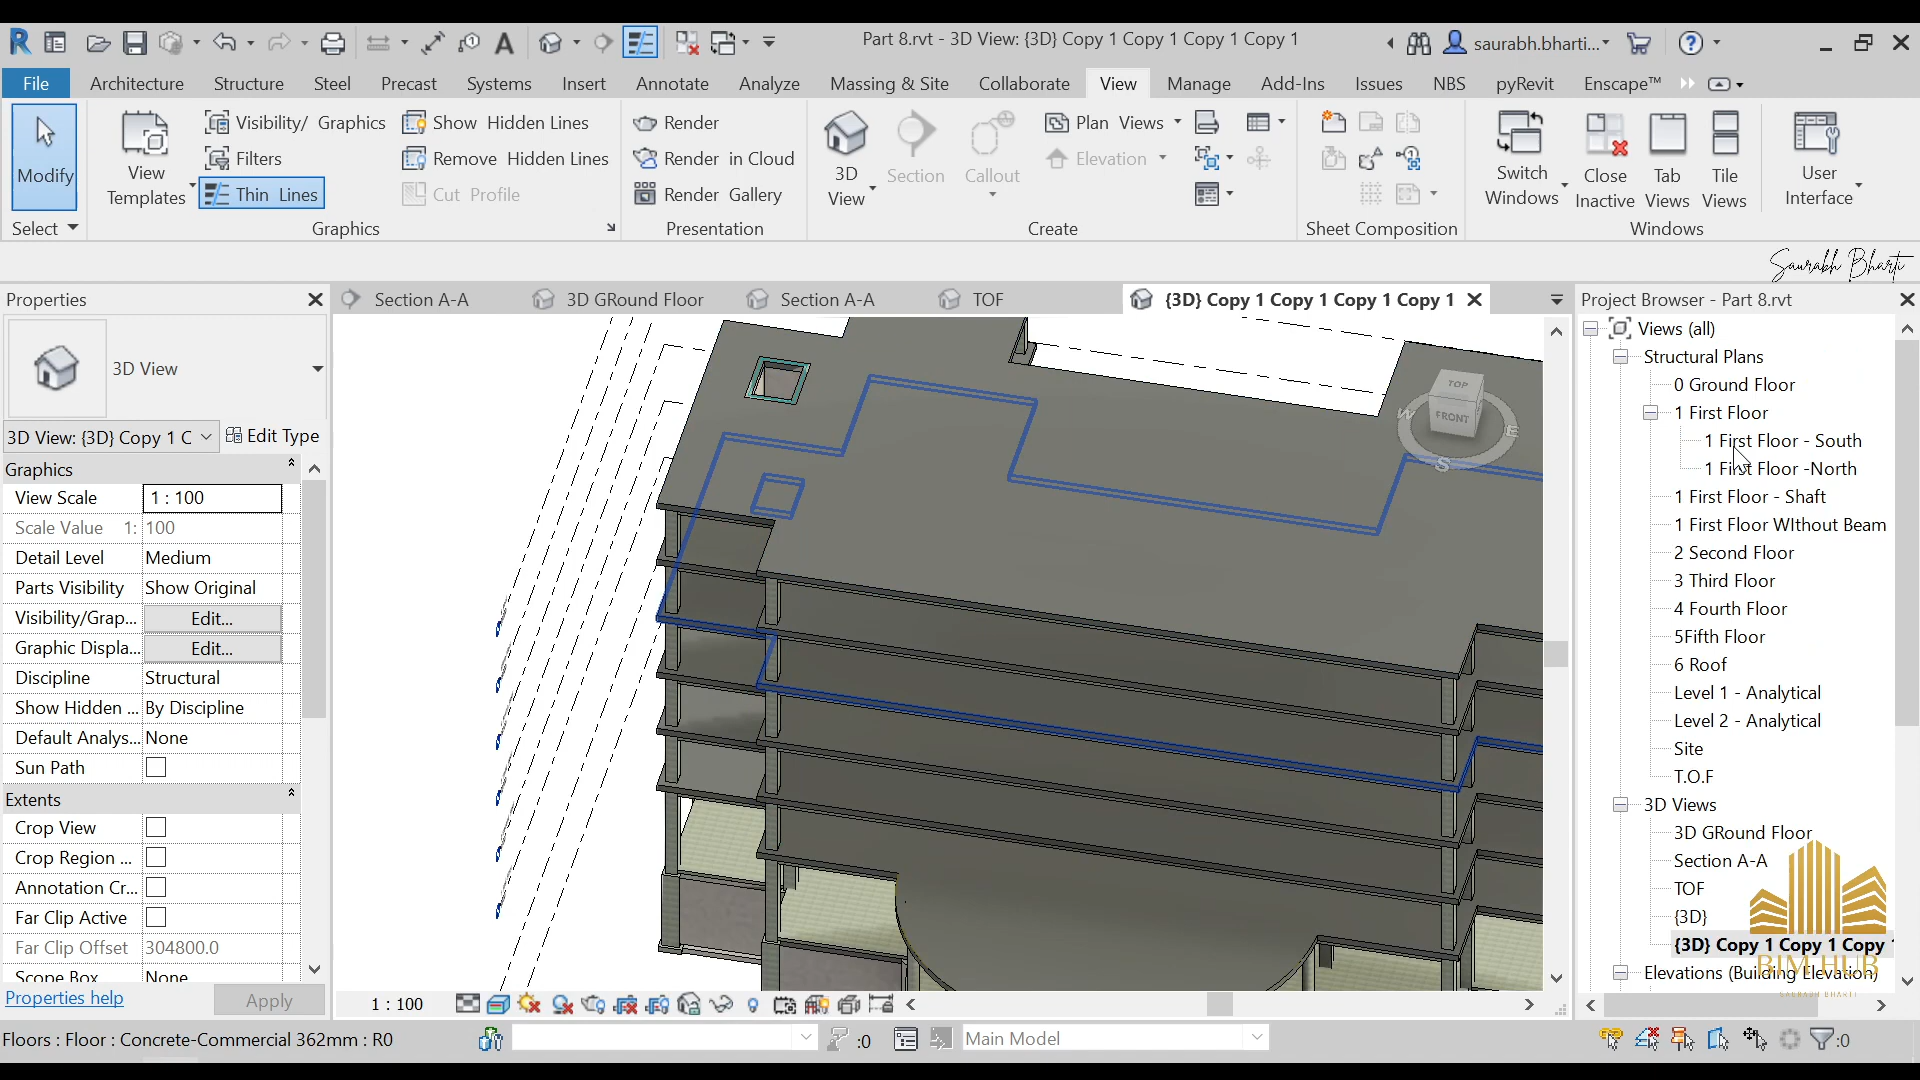 Part 8.rvt - 3D View: {3D} Copy 1 Copy 1 Copy 1 Copy 1
saurabh.bharti...
File Architecture Structure Steel Precast Systems Insert Annotate Analyze Massing & Site Collaborate View Manage Add-Ins Issues NBS pyRevit Enscape™
Modify
View Templates
Visibility/ Graphics
Filters
Thin Lines
Show Hidden Lines
Remove Hidden Lines
Cut Profile
Render
Render in Cloud
Render Gallery
3D View
Section
Callout
Plan Views
Elevation
Switch Windows
Close Inactive
Tab Views
Tile Views
User Interface
Select
Graphics
Presentation
Create
Sheet Composition
Windows
Saurabh Bharti
Properties
Section A-A
3D GRound Floor
Section A-A
TOF
{3D} Copy 1 Copy 1 Copy 1 Copy 1
Project Browser - Part 8.rvt
3D View
3D View: {3D} Copy 1 C
Edit Type
Graphics
View Scale 1 : 100
Scale Value 1: 100
Detail Level Medium
Parts Visibility Show Original
Visibility/Grap... Edit...
Graphic Displa... Edit...
Discipline Structural
Show Hidden ... By Discipline
Default Analys... None
Sun Path
Extents
Crop View
Crop Region ...
Annotation Cr...
Far Clip Active
Far Clip Offset 304800.0
Scope Box None
Properties help
Apply
TOP
FRONT
W
E
S
Views (all)
Structural Plans
0 Ground Floor
1 First Floor
1 First Floor - South
1 First Floor -North
1 First Floor - Shaft
1 First Floor WIthout Beam
2 Second Floor
3 Third Floor
4 Fourth Floor
5Fifth Floor
6 Roof
Level 1 - Analytical
Level 2 - Analytical
Site
T.O.F
3D Views
3D GRound Floor
Section A-A
TOF
{3D}
{3D} Copy 1 Copy 1 Copy 1
Elevations (Building Elevation)
BIM HUB
SAURABH BHARTI
1 : 100
Floors : Floor : Concrete-Commercial 362mm : R0
:0
Main Model
:0